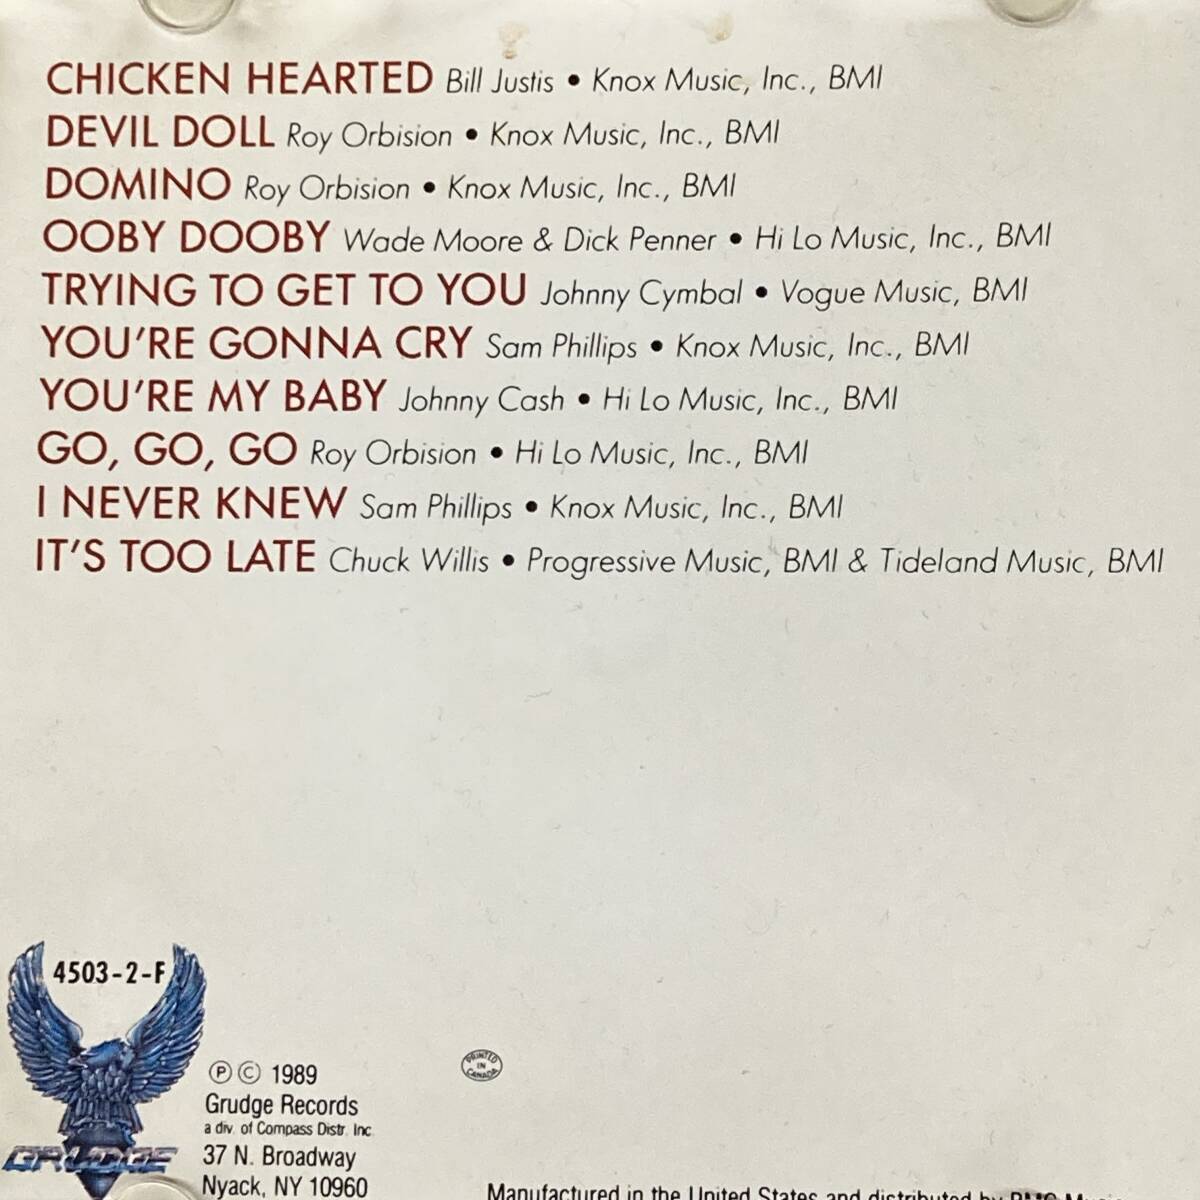 CHICKEN HEARTED Bill Justis • Knox Music, Inc., BMI
DEVIL DOLL Roy Orbision • Knox Music, Inc., BMI
DOMINO Roy Orbision • Knox Music, Inc., BMI
OOBY DOOBY Wade Moore & Dick Penner • Hi Lo Music, Inc., BMI
TRYING TO GET TO YOU Johnny Cymbal • Vogue Music, BMI
YOU'RE GONNA CRY Sam Phillips • Knox Music, Inc., BMI
YOU'RE MY BABY Johnny Cash • Hi Lo Music, Inc., BMI
GO, GO, GO Roy Orbision • Hi Lo Music, Inc., BMI
I NEVER KNEW Sam Phillips • Knox Music, Inc., BMI
IT'S TOO LATE Chuck Willis • Progressive Music, BMI & Tideland Music, BMI
4503-2-F
GRUDGE
℗ © 1989
Grudge Records
a div. of Compass Distr. Inc.
37 N. Broadway
Nyack, NY 10960
PRINTED
IN
CANADA
Manufactured in the United States and distributed by BMG Music